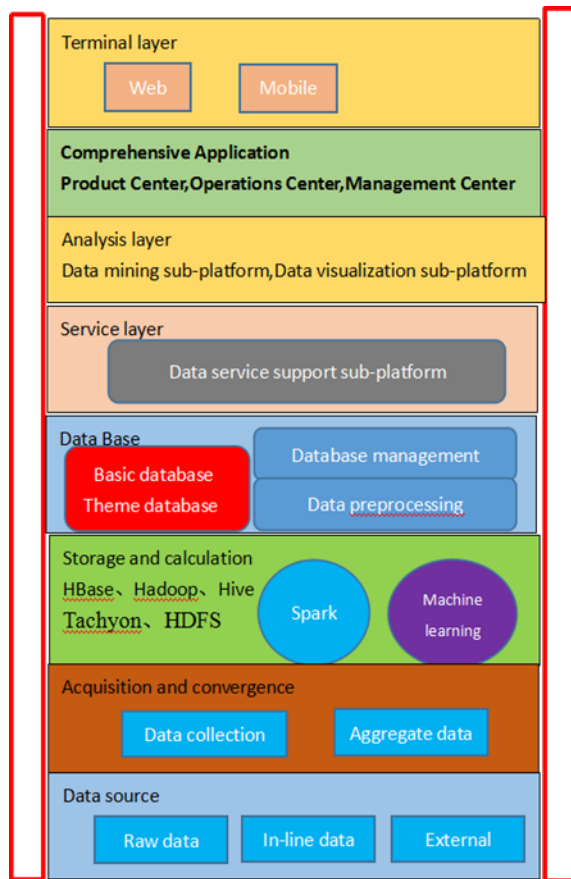 Terminal layer
Web
Mobile
Comprehensive Application
Product Center,Operations Center,Management Center
Analysis layer
Data mining sub-platform,Data visualization sub-platform
Service layer
Data service support sub-platform
Data Base
Basic database
Theme database
Database management
Data preprocessing
Storage and calculation
HBase、Hadoop、Hive
Tachyon、HDFS
Spark
Machine
learning
Acquisition and convergence
Data collection
Aggregate data
Data source
Raw data
In-line data
External